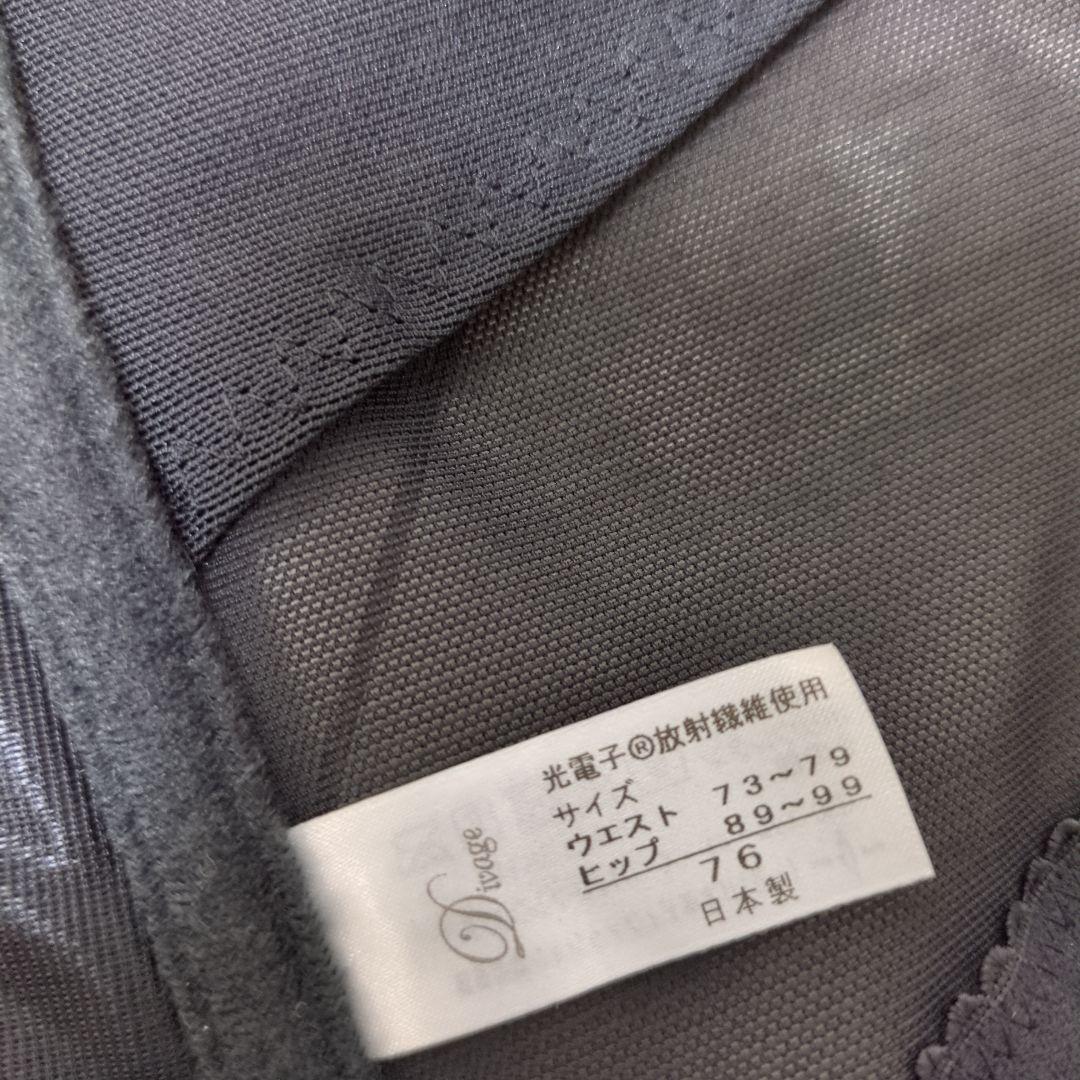 光電子®放射繊維使用
サイズ
ウエスト 73〜79
ヒップ 89〜99
76
日本製
Divage